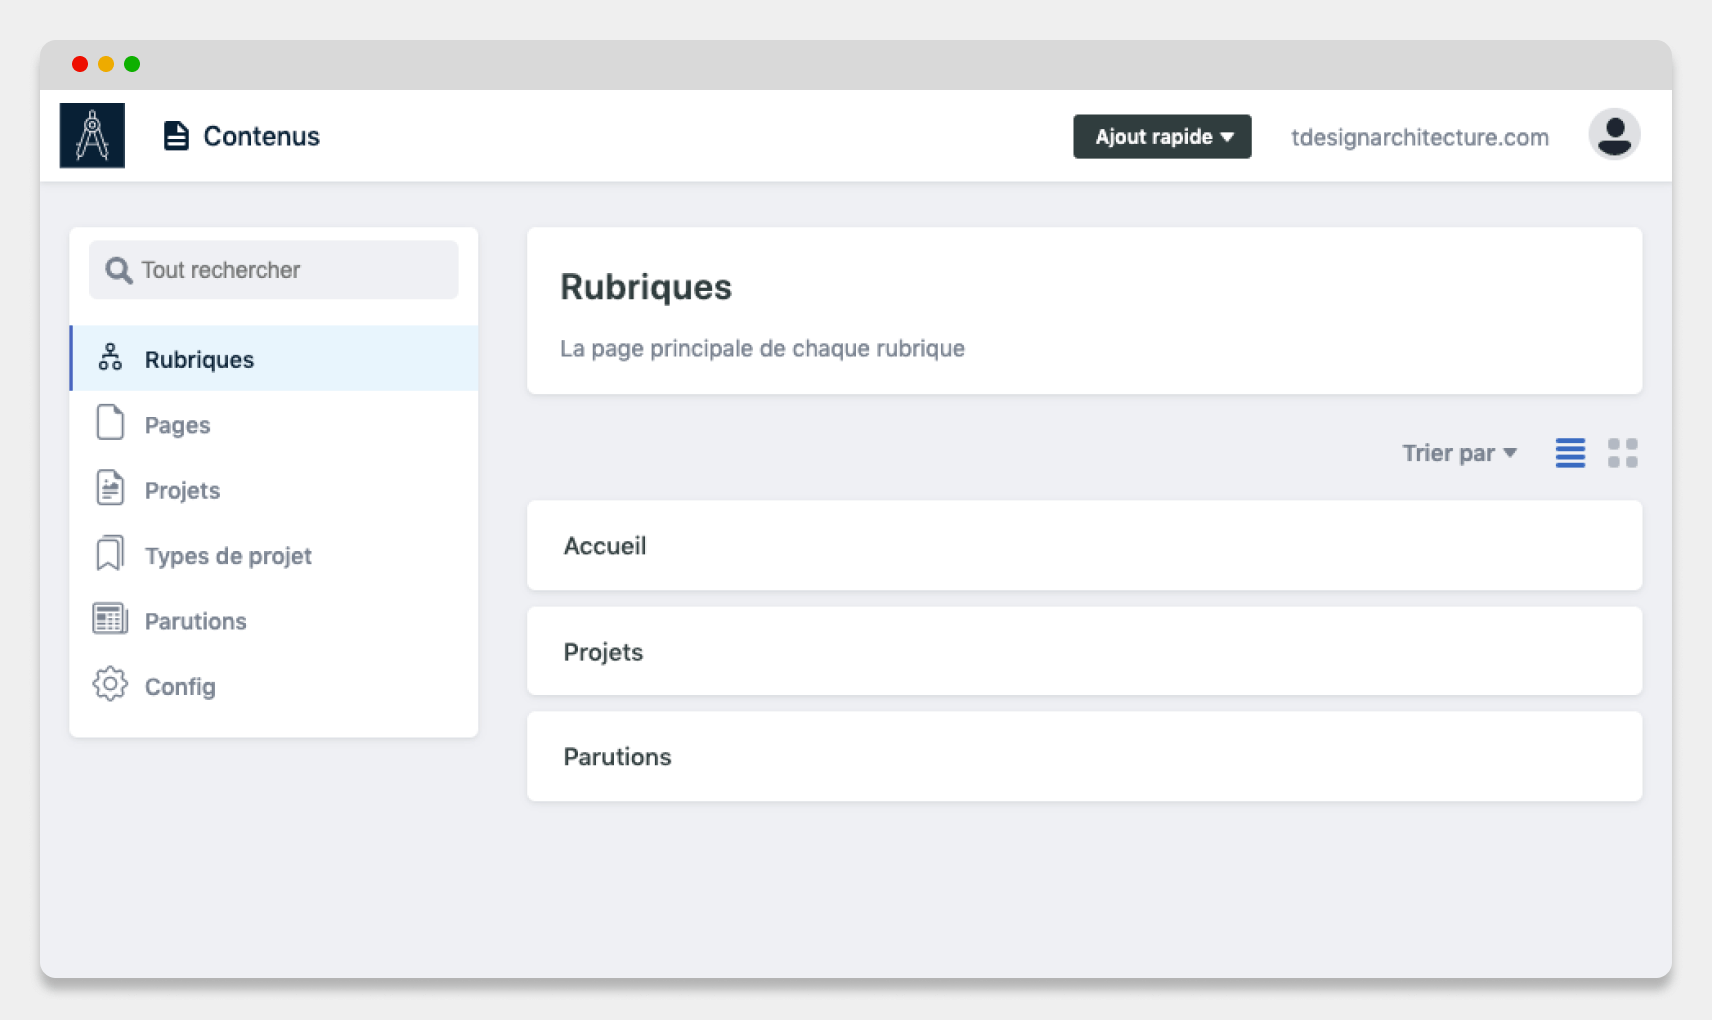 Contenus
Ajout rapide
tdesignarchitecture.com
Tout rechercher
Rubriques
Pages
Projets
Types de projet
Parutions
Config
Rubriques
La page principale de chaque rubrique
Trier par
Accueil
Projets
Parutions